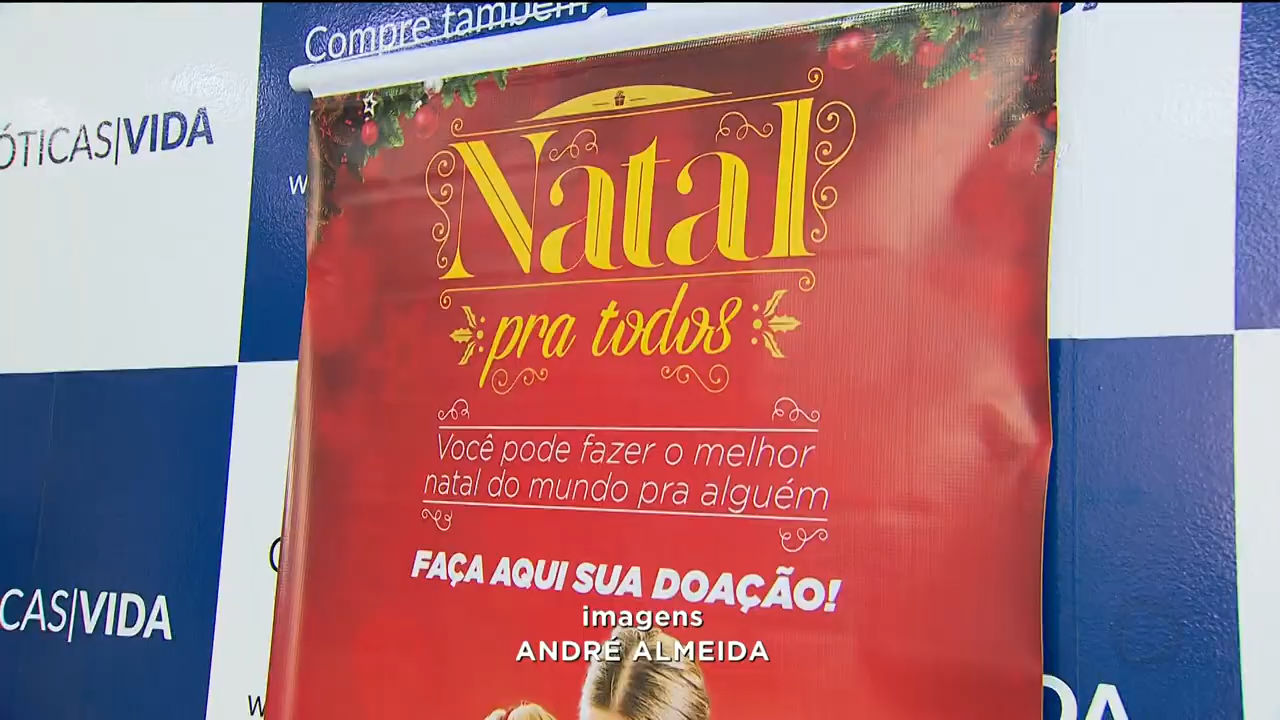 Compre também
ÓTICAS|VIDA
Natal
pra todos
Você pode fazer o melhor
natal do mundo pra alguém
FAÇA AQUI SUA DOAÇÃO!
imagens
ANDRÉ ALMEIDA
CAS|VIDA